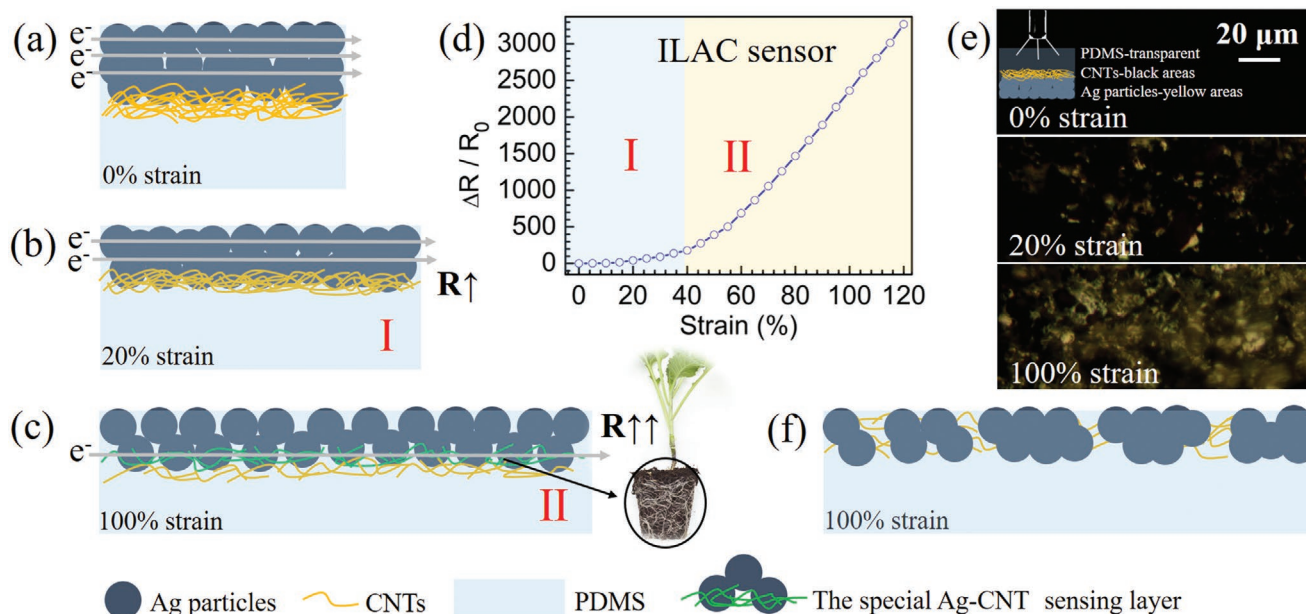 (a)
e-
e-
e-
0% strain
(b)
e-
e-
R↑
I
20% strain
(c)
e-
R↑↑
II
100% strain
(d)
ILAC sensor
I
II
ΔR / R0
3000
2500
2000
1500
1000
500
0
0 20 40 60 80 100 120
Strain (%)
(e)
20 μm
PDMS-transparent
CNTs-black areas
Ag particles-yellow areas
0% strain
20% strain
100% strain
(f)
100% strain
Ag particles CNTs PDMS The special Ag-CNT sensing layer